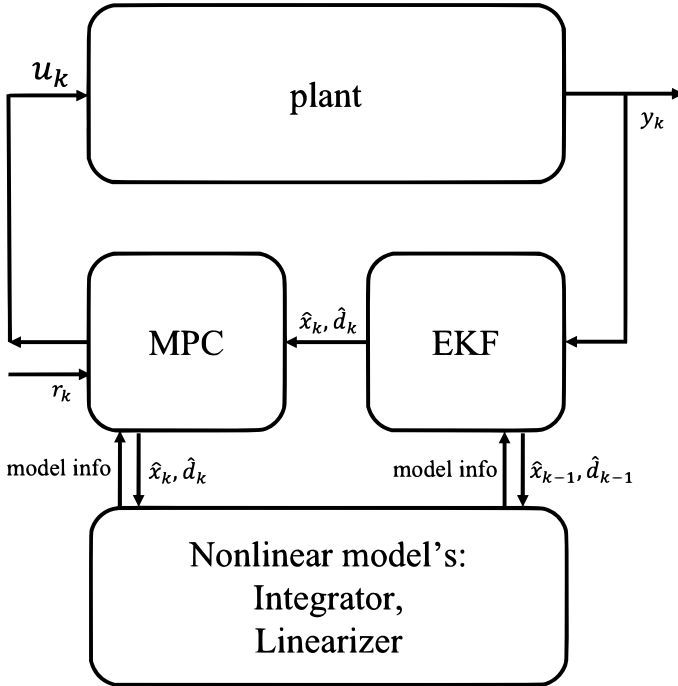 u_k
plant
y_k
MPC
x̂_k, d̂_k
EKF
r_k
model info
x̂_k, d̂_k
model info
x̂_{k−1}, d̂_{k−1}
Nonlinear model's:
Integrator,
Linearizer